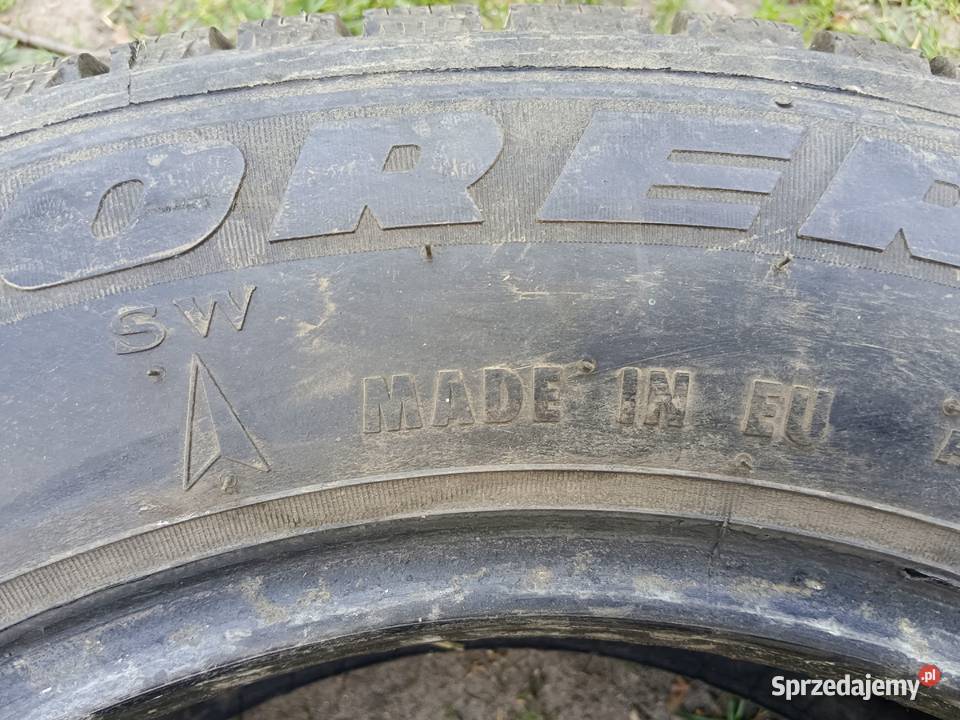 ORER
SW
MADE IN EU
Sprzedajemy.pl